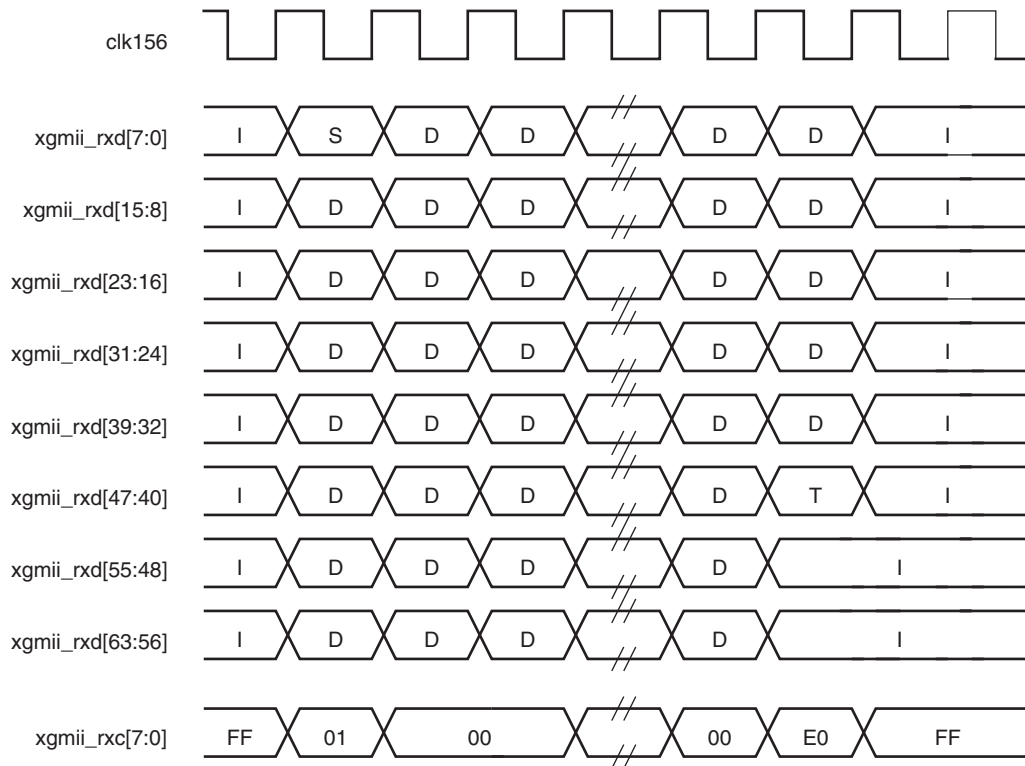 clk156
xgmii_rxd[7:0] I S D D D D I
xgmii_rxd[15:8] I D D D D D I
xgmii_rxd[23:16] I D D D D D I
xgmii_rxd[31:24] I D D D D D I
xgmii_rxd[39:32] I D D D D D I
xgmii_rxd[47:40] I D D D D T I
xgmii_rxd[55:48] I D D D D I
xgmii_rxd[63:56] I D D D D I
xgmii_rxc[7:0] FF 01 00 00 E0 FF